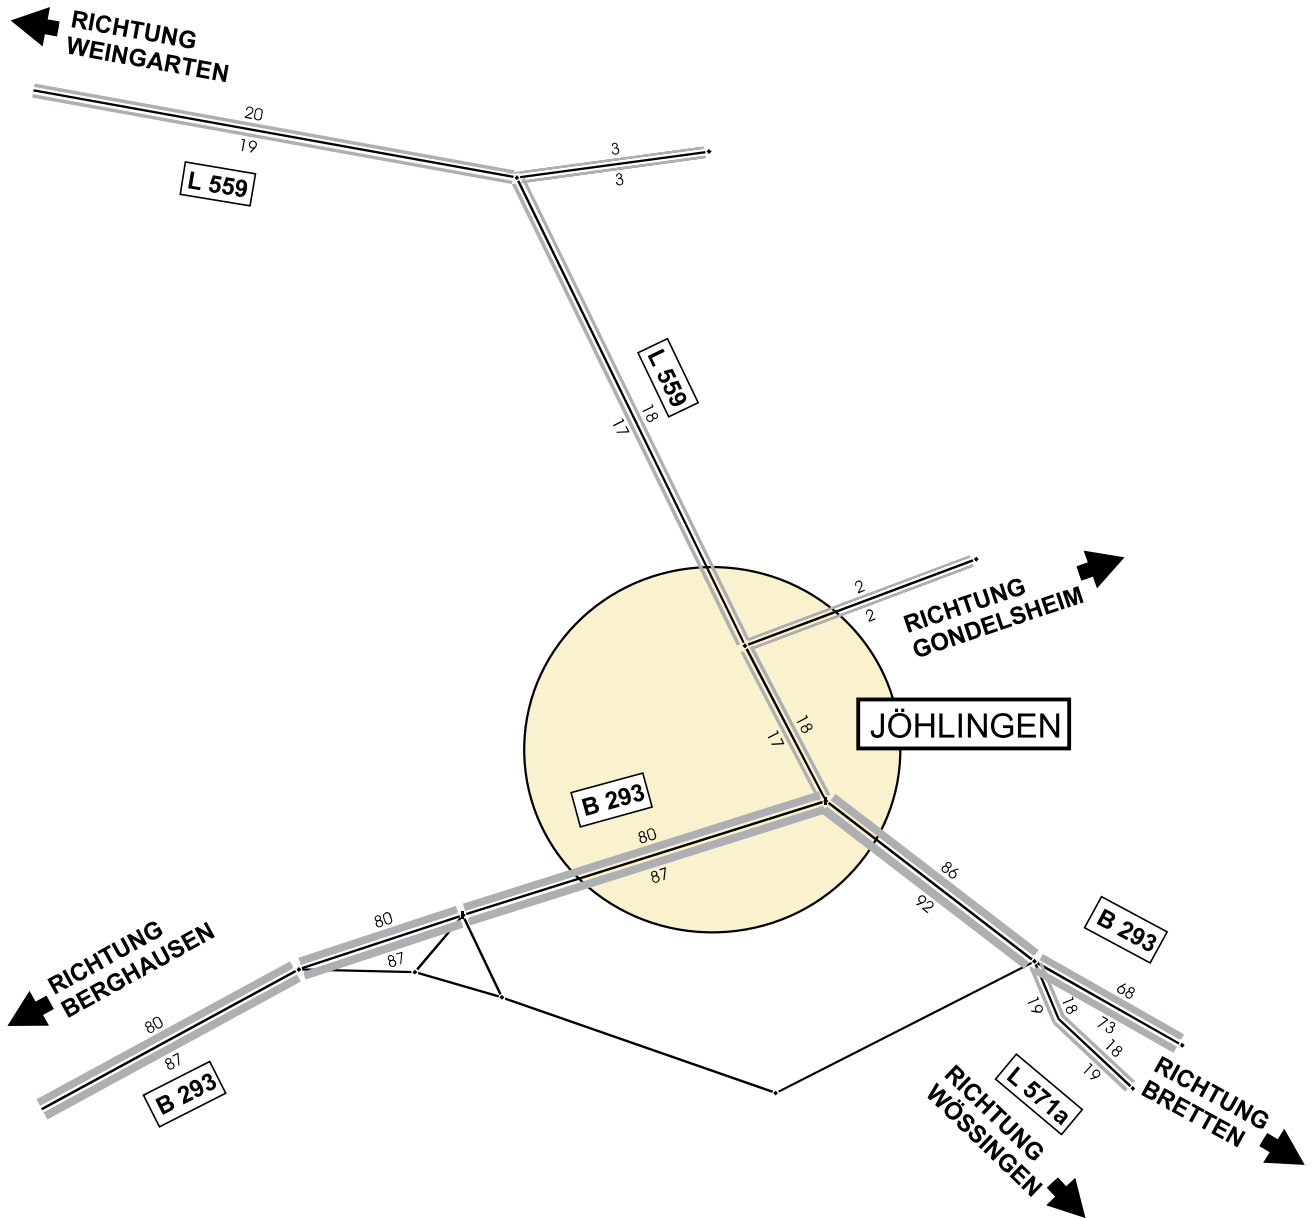 RICHTUNG
WEINGARTEN
20
19
L 559
3
3
L 559
18
17
2
2
RICHTUNG
GONDELSHEIM
JÖHLINGEN
18
17
B 293
80
87
86
92
80
87
B 293
RICHTUNG
BERGHAUSEN
80
87
B 293
68
73
18
19
18
19
L 571a
RICHTUNG
BRETTEN
RICHTUNG
WÖSSINGEN